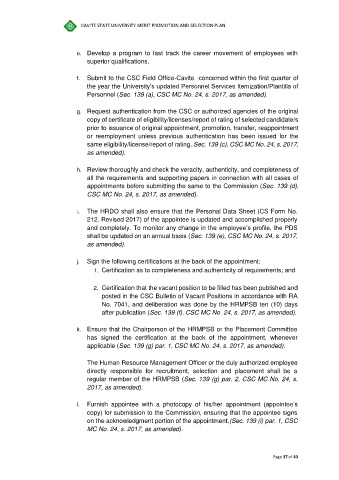 CAVITE STATE UNIVERSITY MERIT PROMOTION AND SELECTION PLAN
e. Develop a program to fast track the career movement of employees with
superior qualifications.
f. Submit to the CSC Field Office-Cavite concerned within the first quarter of
the year the University's updated Personnel Services Itemization/Plantilla of
Personnel (Sec. 139 (a), CSC MC No. 24, s. 2017, as amended).
g. Request authentication from the CSC or authorized agencies of the original
copy of certificate of eligibility/licenses/report of rating of selected candidate/s
prior to issuance of original appointment, promotion, transfer, reappointment
or reemployment unless previous authentication has been issued for the
same eligibility/license/report of rating. Sec. 139 (c), CSC MC No. 24, s. 2017,
as amended).
h. Review thoroughly and check the veracity, authenticity, and completeness of
all the requirements and supporting papers in connection with all cases of
appointments before submitting the same to the Commission (Sec. 139 (d),
CSC MC No. 24, s. 2017, as amended).
i. The HRDO shall also ensure that the Personal Data Sheet (CS Form No.
212, Revised 2017) of the appointee is updated and accomplished properly
and completely. To monitor any change in the employee's profile, the PDS
shall be updated on an annual basis (Sec. 139 (e), CSC MC No. 24, s. 2017,
as amended).
j. Sign the following certifications at the back of the appointment:
1. Certification as to completeness and authenticity of requirements; and
2. Certification that the vacant position to be filled has been published and
posted in the CSC Bulletin of Vacant Positions in accordance with RA
No. 7041, and deliberation was done by the HRMPSB ten (10) days
after publication (Sec. 139 (f), CSC MC No. 24, s. 2017, as amended).
k. Ensure that the Chairperson of the HRMPSB or the Placement Committee
has signed the certification at the back of the appointment, whenever
applicable (Sec. 139 (g) par. 1, CSC MC No. 24, s. 2017, as amended).
The Human Resource Management Officer or the duly authorized employee
directly responsible for recruitment, selection and placement shall be a
regular member of the HRMPSB (Sec. 139 (g) par. 2, CSC MC No. 24, s.
2017, as amended).
l. Furnish appointee with a photocopy of his/her appointment (appointee's
copy) for submission to the Commission, ensuring that the appointee signs
on the acknowledgment portion of the appointment.(Sec. 139 (i) par. 1, CSC
MC No. 24, s. 2017, as amended).
Page 37 of 43